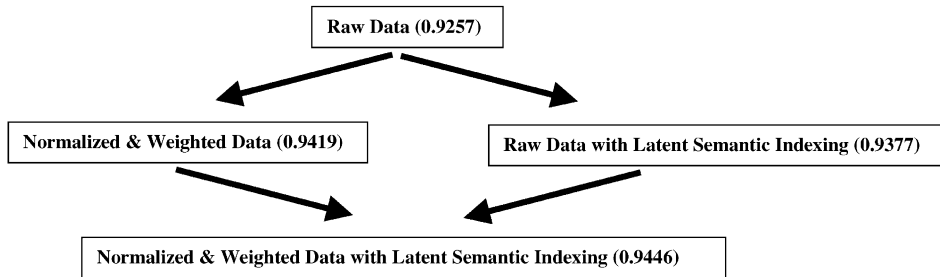 Raw Data (0.9257)
Normalized & Weighted Data (0.9419)
Raw Data with Latent Semantic Indexing (0.9377)
Normalized & Weighted Data with Latent Semantic Indexing (0.9446)